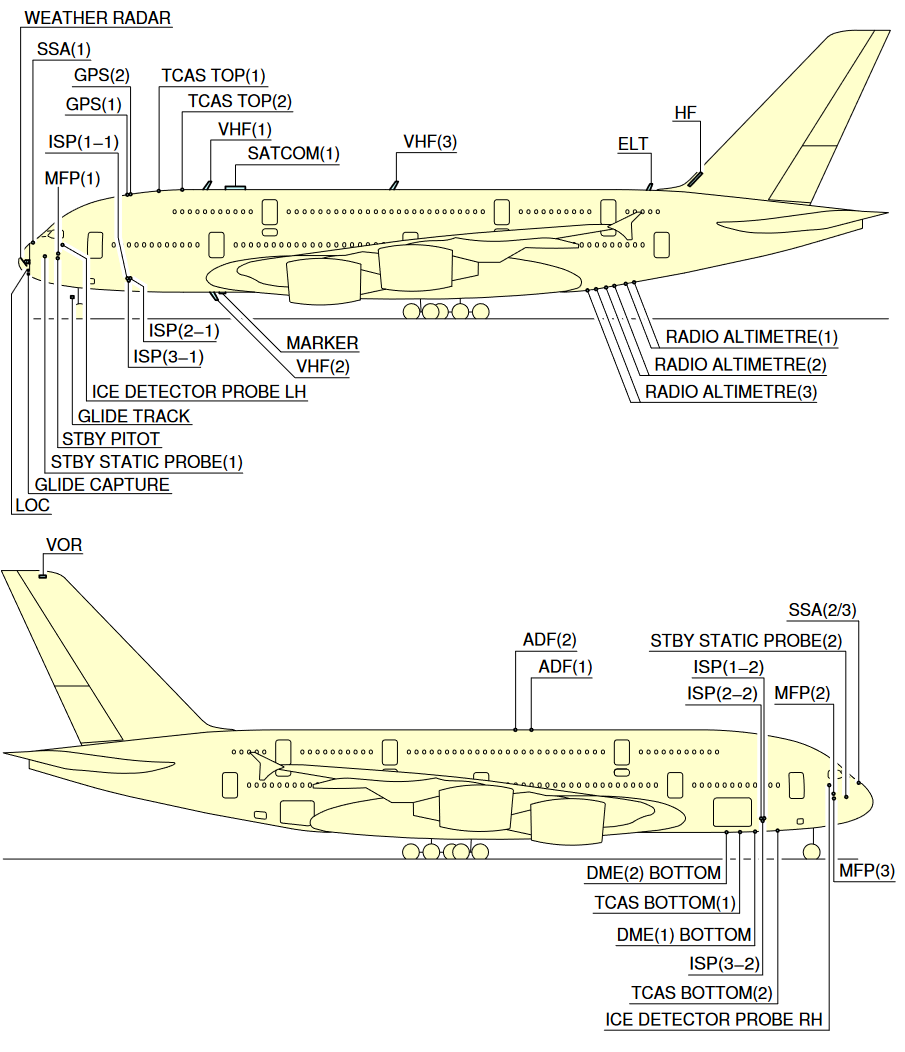 WEATHER RADAR
SSA(1)
GPS(2)
TCAS TOP(1)
GPS(1)
TCAS TOP(2)
HF
VHF(1)
ISP(1–1)
VHF(3)
ELT
SATCOM(1)
MFP(1)
ISP(2–1)
RADIO ALTIMETRE(1)
MARKER
ISP(3–1)
RADIO ALTIMETRE(2)
VHF(2)
ICE DETECTOR PROBE LH
RADIO ALTIMETRE(3)
GLIDE TRACK
STBY PITOT
STBY STATIC PROBE(1)
GLIDE CAPTURE
LOC
VOR
SSA(2/3)
ADF(2)
STBY STATIC PROBE(2)
ADF(1)
ISP(1–2)
ISP(2–2)
MFP(2)
DME(2) BOTTOM
MFP(3)
TCAS BOTTOM(1)
DME(1) BOTTOM
ISP(3–2)
TCAS BOTTOM(2)
ICE DETECTOR PROBE RH